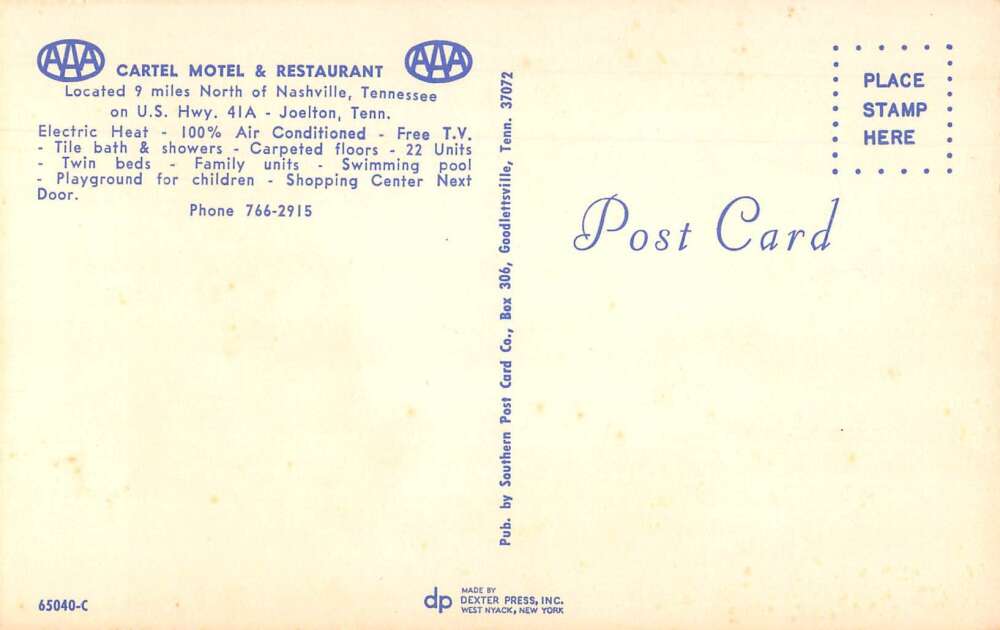 AAA CARTEL MOTEL & RESTAURANT AAA
Located 9 miles North of Nashville, Tennessee
on U.S. Hwy. 41A - Joelton, Tenn.
Electric Heat - 100% Air Conditioned - Free T.V.
- Tile bath & showers - Carpeted floors - 22 Units
- Twin beds - Family units - Swimming pool
- Playground for children - Shopping Center Next
Door.
Phone 766-2915
Pub. by Southern Post Card Co., Box 306, Goodlettsville, Tenn. 37072
PLACE
STAMP
HERE
Post Card
65040-C
dp MADE BY
DEXTER PRESS, INC.
WEST NYACK, NEW YORK